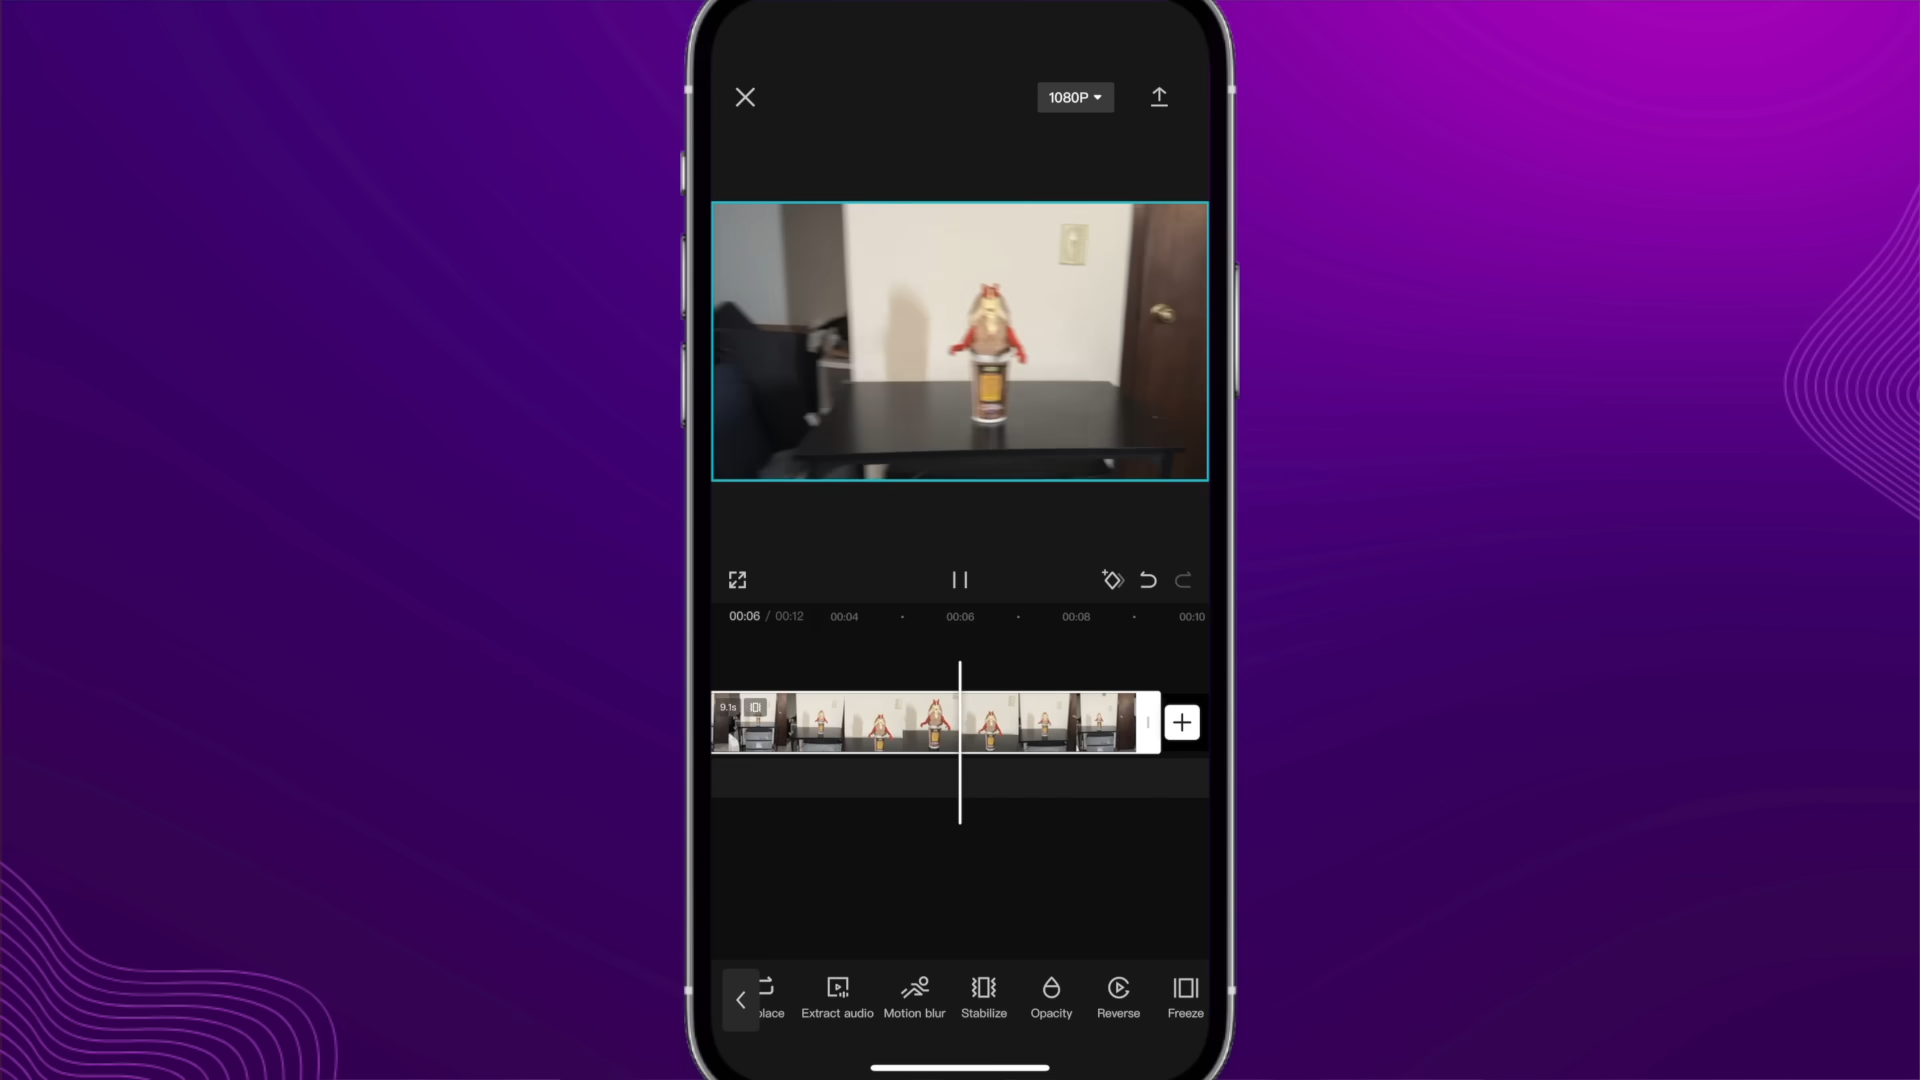 1080P
00:06 / 00:12 00:04 00:06 00:08 00:10
9.1s
place Extract audio Motion blur Stabilize Opacity Reverse Freeze